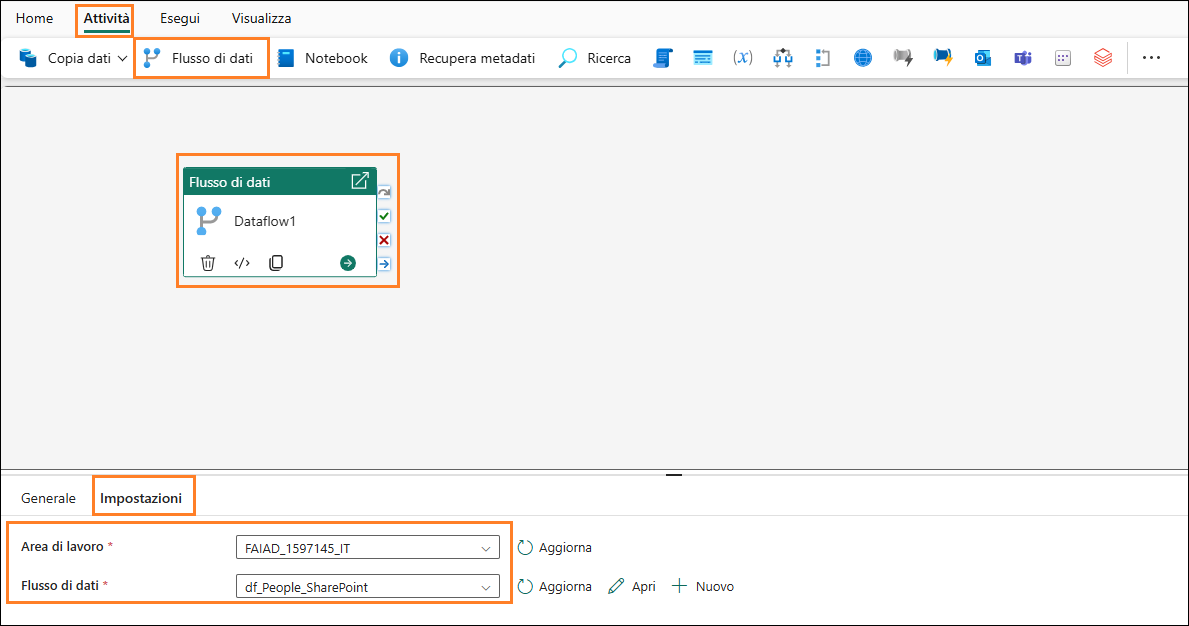 Home Attività Esegui Visualizza
Copia dati Flusso di dati Notebook Recupera metadati Ricerca (x) ...
Flusso di dati
Dataflow1
</>
Generale Impostazioni
Area di lavoro * FAIAD_1597145_IT Aggiorna
Flusso di dati * df_People_SharePoint Aggiorna Apri Nuovo